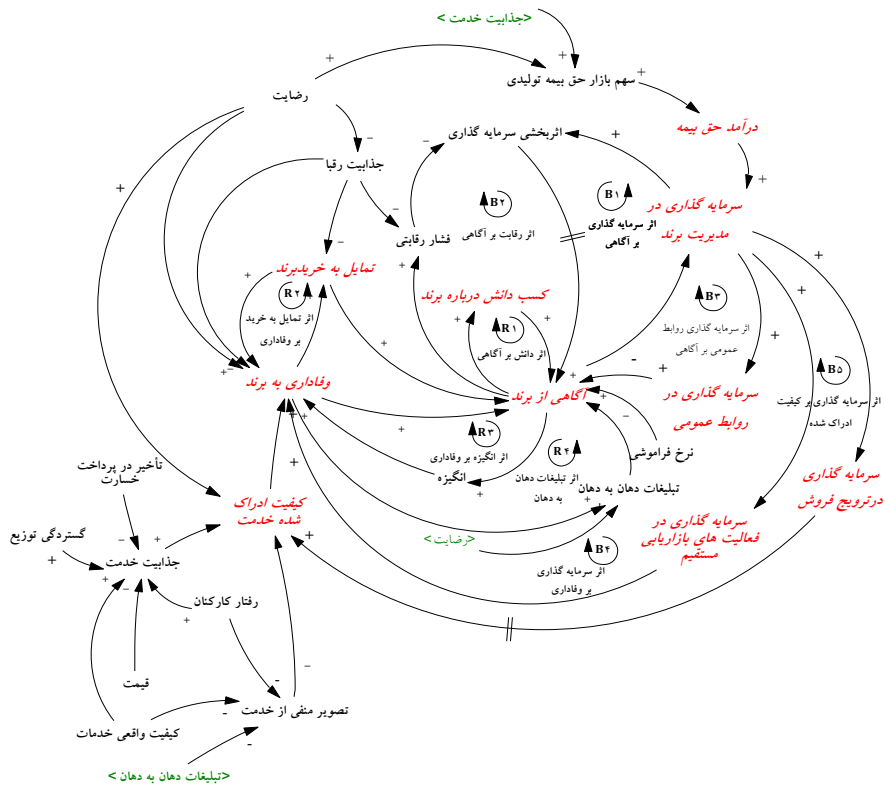 <جذابیت خدمت >
سهم بازار حق بیمه تولیدی
رضایت
درآمد حق بیمه
اثربخشی سرمایه گذاری
جذابیت رقبا
سرمایه گذاری در
مدیریت برند
B۱
اثر سرمایه گذاری
بر آگاهی
B۲
اثر رقابت بر آگاهی
فشار رقابتی
تمایل به خریدبرند
کسب دانش درباره برند
R۲
اثر تمایل به خرید
بر وفاداری
R۱
اثر دانش بر آگاهی
B۳
اثر سرمایه گذاری روابط
عمومی بر آگاهی
وفاداری به برند
آگاهی از برند
سرمایه گذاری در
روابط عمومی
B۵
اثر سرمایه گذاری بر کیفیت
ادراک شده
R۳
اثر انگیزه بر وفاداری
انگیزه
R۴
اثر تبلیغات دهان
به دهان
نرخ فراموشی
تبلیغات دهان به دهان
سرمایه گذاری
درترویج فروش
تأخیر در پرداخت
خسارت
کیفیت ادراک
شده خدمت
سرمایه گذاری در
فعالیت های بازاریابی
مستقیم
<رضایت >
B۴
اثر سرمایه گذاری
بر وفاداری
گستردگی توزیع
جذابیت خدمت
رفتار کارکنان
قیمت
تصویر منفی از خدمت
کیفیت واقعی خدمات
<تبلیغات دهان به دهان >